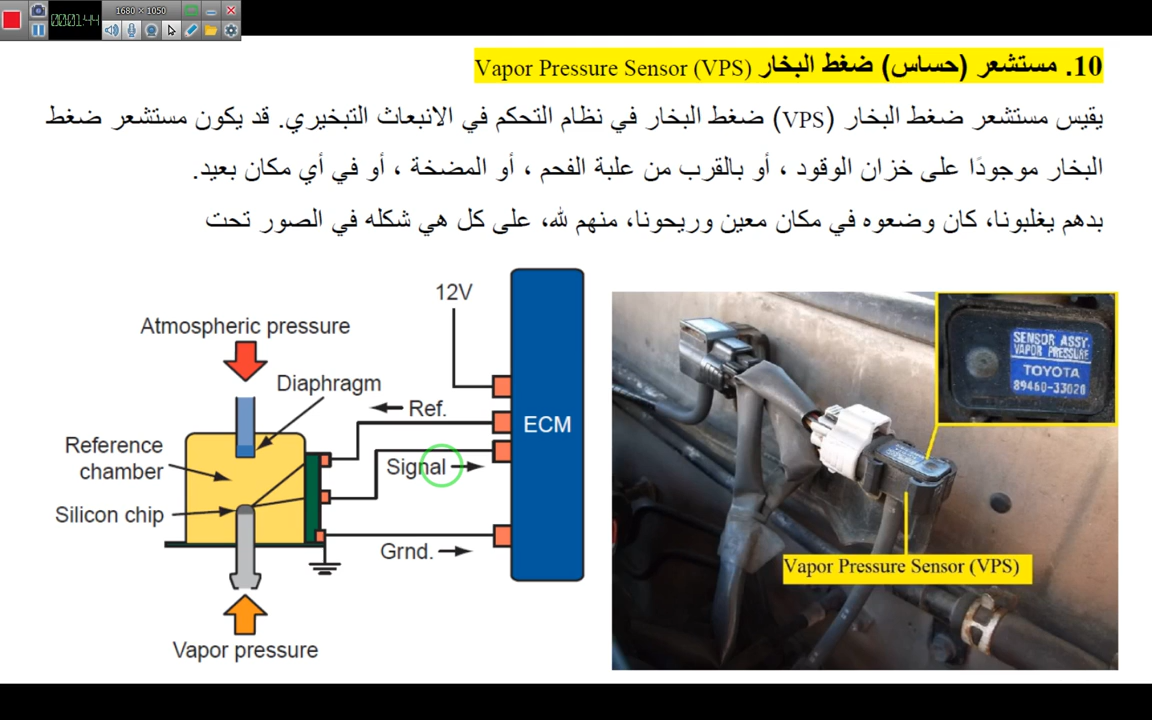 00:01:44
1680 × 1050
10. مستشعر (حساس) ضغط البخار Vapor Pressure Sensor (VPS)
يقيس مستشعر ضغط البخار (VPS) ضغط البخار في نظام التحكم في الانبعاث التبخيري. قد يكون مستشعر ضغط
البخار موجودًا على خزان الوقود ، أو بالقرب من علبة الفحم ، أو المضخة ، أو في أي مكان بعيد.
بدهم يغلبونا، كان وضعوه في مكان معين وريحونا، منهم لله، على كل هي شكله في الصور تحت
12V
Atmospheric pressure
Diaphragm
Ref.
Reference
chamber
ECM
Signal
Silicon chip
Grnd.
Vapor pressure
SENSOR ASSY
VAPOR PRESSURE
TOYOTA
89460-33020
Vapor Pressure Sensor (VPS)